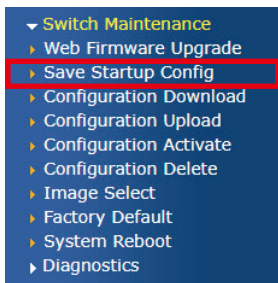 Switch Maintenance
Web Firmware Upgrade
Save Startup Config
Configuration Download
Configuration Upload
Configuration Activate
Configuration Delete
Image Select
Factory Default
System Reboot
Diagnostics